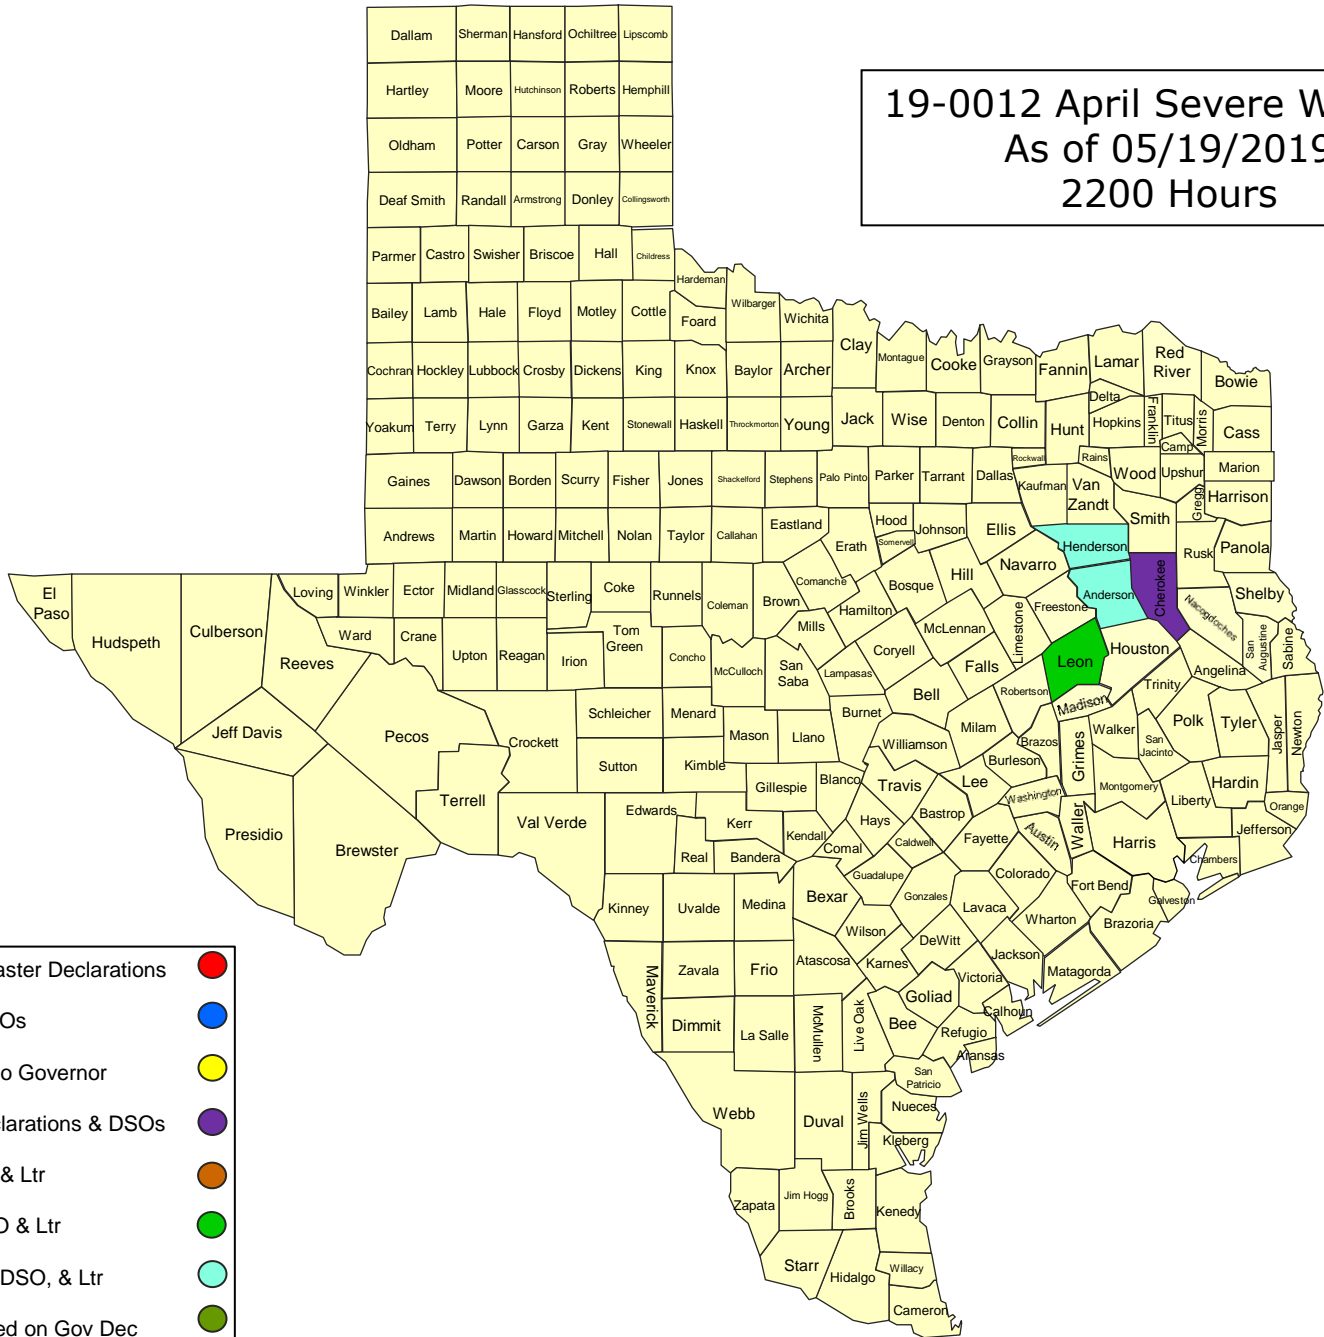 Dallam Sherman Hansford Ochiltree Lipscomb
Hartley Moore Hutchinson Roberts Hemphill
19-0012 April Severe W
As of 05/19/2019
2200 Hours
Oldham Potter Carson Gray Wheeler
Deaf Smith Randall Armstrong Donley Collingsworth
Parmer Castro Swisher Briscoe Hall Childress
Hardeman
Bailey Lamb Hale Floyd Motley Cottle Foard Wilbarger Wichita
Clay Montague Cooke Grayson Fannin Lamar Red River Bowie
Cochran Hockley Lubbock Crosby Dickens King Knox Baylor Archer
Delta
Yoakum Terry Lynn Garza Kent Stonewall Haskell Throckmorton Young Jack Wise Denton Collin Hunt Hopkins Franklin Titus Morris Cass
Camp
Rockwall Rains Wood Upshur Marion
Gaines Dawson Borden Scurry Fisher Jones Shackelford Stephens Palo Pinto Parker Tarrant Dallas Kaufman Van Zandt Gregg Harrison
Andrews Martin Howard Mitchell Nolan Taylor Callahan Eastland Erath Hood Somervell Johnson Ellis Henderson Smith Rusk Panola
El Paso Hudspeth Culberson Loving Winkler Ector Midland Glasscock Sterling Coke Runnels Coleman Brown Comanche Bosque Hill Navarro Anderson Cherokee Nacogdoches Shelby
Reeves Ward Crane Upton Reagan Irion Tom Green Concho McCulloch San Saba Mills Hamilton Coryell McLennan Limestone Freestone Leon Houston Angelina San Augustine Sabine
Lampasas Bell Falls Robertson Madison Trinity
Jeff Davis Pecos Crockett Schleicher Menard Mason Llano Burnet Williamson Milam Brazos Grimes Walker San Jacinto Polk Tyler Jasper Newton
Sutton Kimble Gillespie Blanco Travis Lee Burleson Washington Montgomery Liberty Hardin Orange
Presidio Brewster Terrell Val Verde Edwards Kerr Kendall Hays Bastrop Caldwell Fayette Austin Waller Harris Jefferson Chambers
Real Bandera Comal Guadalupe Gonzales Colorado Fort Bend Galveston
Kinney Uvalde Medina Bexar Wilson Lavaca Wharton Brazoria
Maverick Zavala Frio Atascosa Karnes DeWitt Jackson Matagorda
Dimmit La Salle McMullen Live Oak Bee Goliad Victoria Calhoun
Refugio Aransas
San Patricio
Webb Duval Jim Wells Nueces
Kleberg
Zapata Jim Hogg Brooks Kenedy
Starr Hidalgo Willacy
Cameron
aster Declarations
Os
o Governor
larations & DSOs
& Ltr
O & Ltr
DSO, & Ltr
ed on Gov Dec